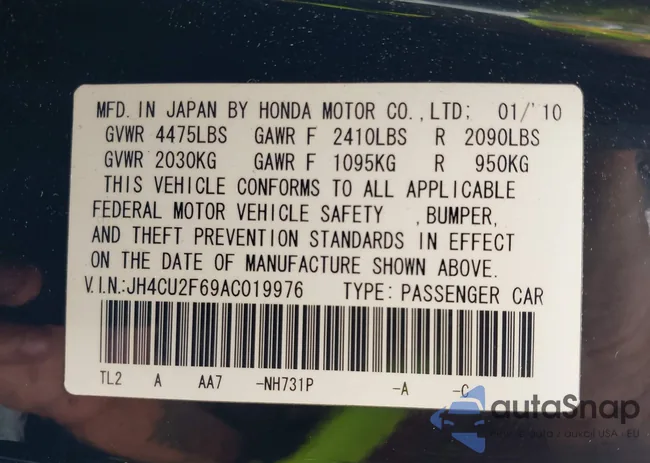 MFD. IN JAPAN BY HONDA MOTOR CO., LTD; 01/'10
GVWR 4475LBS GAWR F 2410LBS R 2090LBS
GVWR 2030KG GAWR F 1095KG R 950KG
THIS VEHICLE CONFORMS TO ALL APPLICABLE
FEDERAL MOTOR VEHICLE SAFETY ,BUMPER,
AND THEFT PREVENTION STANDARDS IN EFFECT
ON THE DATE OF MANUFACTURE SHOWN ABOVE.
V.I.N.:JH4CU2F69AC019976 TYPE: PASSENGER CAR
TL2 A AA7 -NH731P -A -C
autoSnap
USA - EU